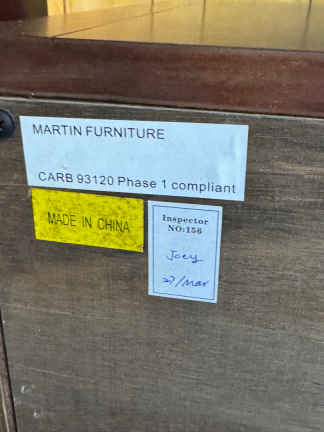 MARTIN FURNITURE
CARB 93120 Phase 1 compliant
MADE IN CHINA
Inspector
NO:156
Joey
27/Mar